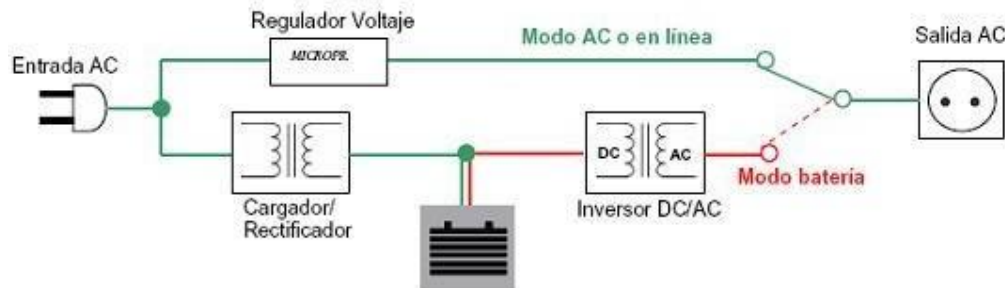 Regulador Voltaje
MICROPR.
Modo AC o en línea
Salida AC
Entrada AC
DC
AC
Modo bateria
Cargador/
Rectificador
Inversor DC/AC